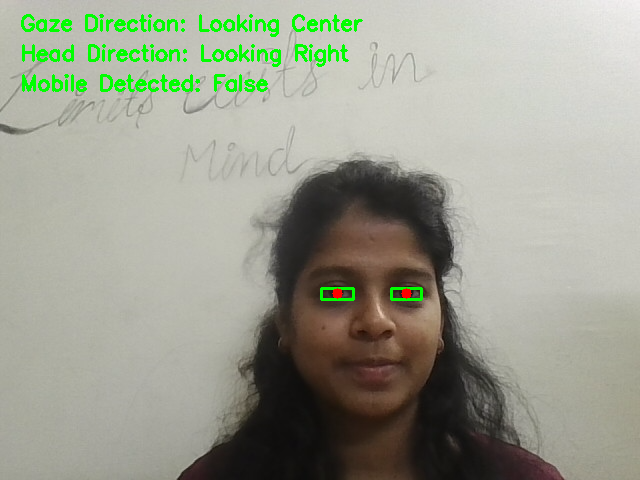 Gaze Direction: Looking Center
Head Direction: Looking Right
Mobile Detected: False
Limits exists in
Mind